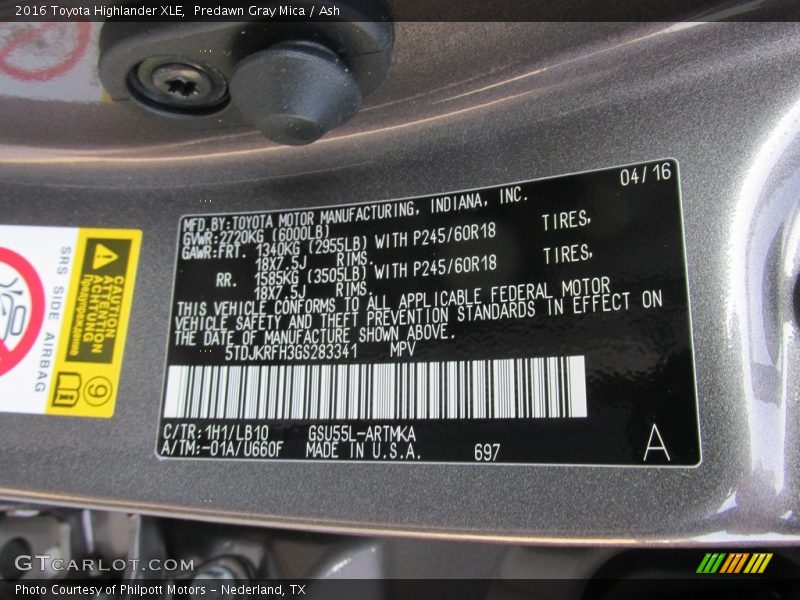 2016 Toyota Highlander XLE, Predawn Gray Mica / Ash
04/16
MFD.BY:TOYOTA MOTOR MANUFACTURING, INDIANA, INC.
GVWR:2720KG (6000LB)
GAWR:FRT. 1340KG (2955LB) WITH P245/60R18 TIRES,
18X7.5J RIMS.
RR. 1585KG (3505LB) WITH P245/60R18 TIRES,
18X7.5J RIMS
THIS VEHICLE CONFORMS TO ALL APPLICABLE FEDERAL MOTOR
VEHICLE SAFETY AND THEFT PREVENTION STANDARDS IN EFFECT ON
THE DATE OF MANUFACTURE SHOWN ABOVE.
5TDJKRFH3GS283341 MPV
C/TR:1H1/LB10 GSU55L-ARTMKA
A/TM:-01A/U660F MADE IN U.S.A. 697
A
SRS SIDE AIRBAG
CAUTION
ATTENTION
ACHTUNG
GTCARLOT.COM
Photo Courtesy of Philpott Motors - Nederland, TX